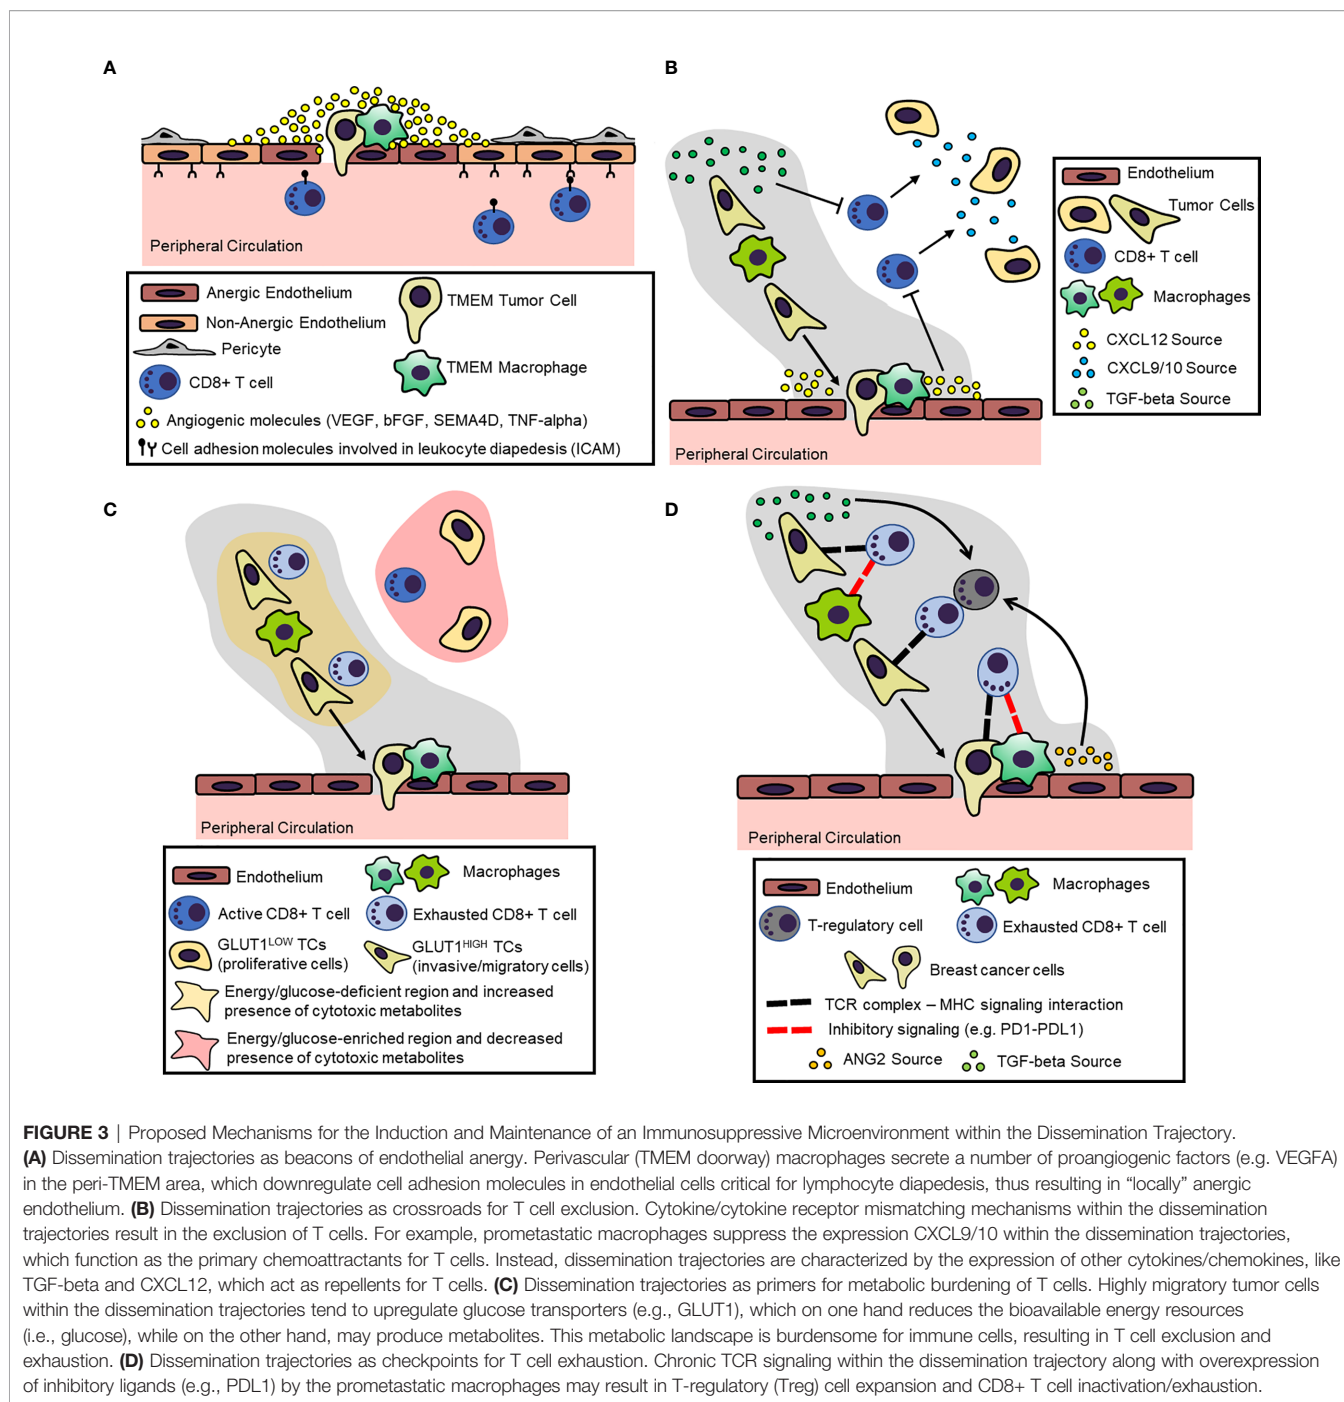 A
Peripheral Circulation
Anergic Endothelium
Non-Anergic Endothelium
Pericyte
CD8+ T cell
TMEM Tumor Cell
TMEM Macrophage
Angiogenic molecules (VEGF, bFGF, SEMA4D, TNF-alpha)
Cell adhesion molecules involved in leukocyte diapedesis (ICAM)
B
Peripheral Circulation
Endothelium
Tumor Cells
CD8+ T cell
Macrophages
CXCL12 Source
CXCL9/10 Source
TGF-beta Source
C
Peripheral Circulation
Endothelium
Macrophages
Active CD8+ T cell
Exhausted CD8+ T cell
GLUT1LOW TCs
(proliferative cells)
GLUT1HIGH TCs
(invasive/migratory cells)
Energy/glucose-deficient region and increased
presence of cytotoxic metabolites
Energy/glucose-enriched region and decreased
presence of cytotoxic metabolites
D
Peripheral Circulation
Endothelium
Macrophages
T-regulatory cell
Exhausted CD8+ T cell
Breast cancer cells
TCR complex – MHC signaling interaction
Inhibitory signaling (e.g. PD1-PDL1)
ANG2 Source
TGF-beta Source
FIGURE 3 | Proposed Mechanisms for the Induction and Maintenance of an Immunosuppressive Microenvironment within the Dissemination Trajectory.
(A) Dissemination trajectories as beacons of endothelial anergy. Perivascular (TMEM doorway) macrophages secrete a number of proangiogenic factors (e.g. VEGFA)
in the peri-TMEM area, which downregulate cell adhesion molecules in endothelial cells critical for lymphocyte diapedesis, thus resulting in “locally” anergic
endothelium. (B) Dissemination trajectories as crossroads for T cell exclusion. Cytokine/cytokine receptor mismatching mechanisms within the dissemination
trajectories result in the exclusion of T cells. For example, prometastatic macrophages suppress the expression CXCL9/10 within the dissemination trajectories,
which function as the primary chemoattractants for T cells. Instead, dissemination trajectories are characterized by the expression of other cytokines/chemokines, like
TGF-beta and CXCL12, which act as repellents for T cells. (C) Dissemination trajectories as primers for metabolic burdening of T cells. Highly migratory tumor cells
within the dissemination trajectories tend to upregulate glucose transporters (e.g., GLUT1), which on one hand reduces the bioavailable energy resources
(i.e., glucose), while on the other hand, may produce metabolites. This metabolic landscape is burdensome for immune cells, resulting in T cell exclusion and
exhaustion. (D) Dissemination trajectories as checkpoints for T cell exhaustion. Chronic TCR signaling within the dissemination trajectory along with overexpression
of inhibitory ligands (e.g., PDL1) by the prometastatic macrophages may result in T-regulatory (Treg) cell expansion and CD8+ T cell inactivation/exhaustion.